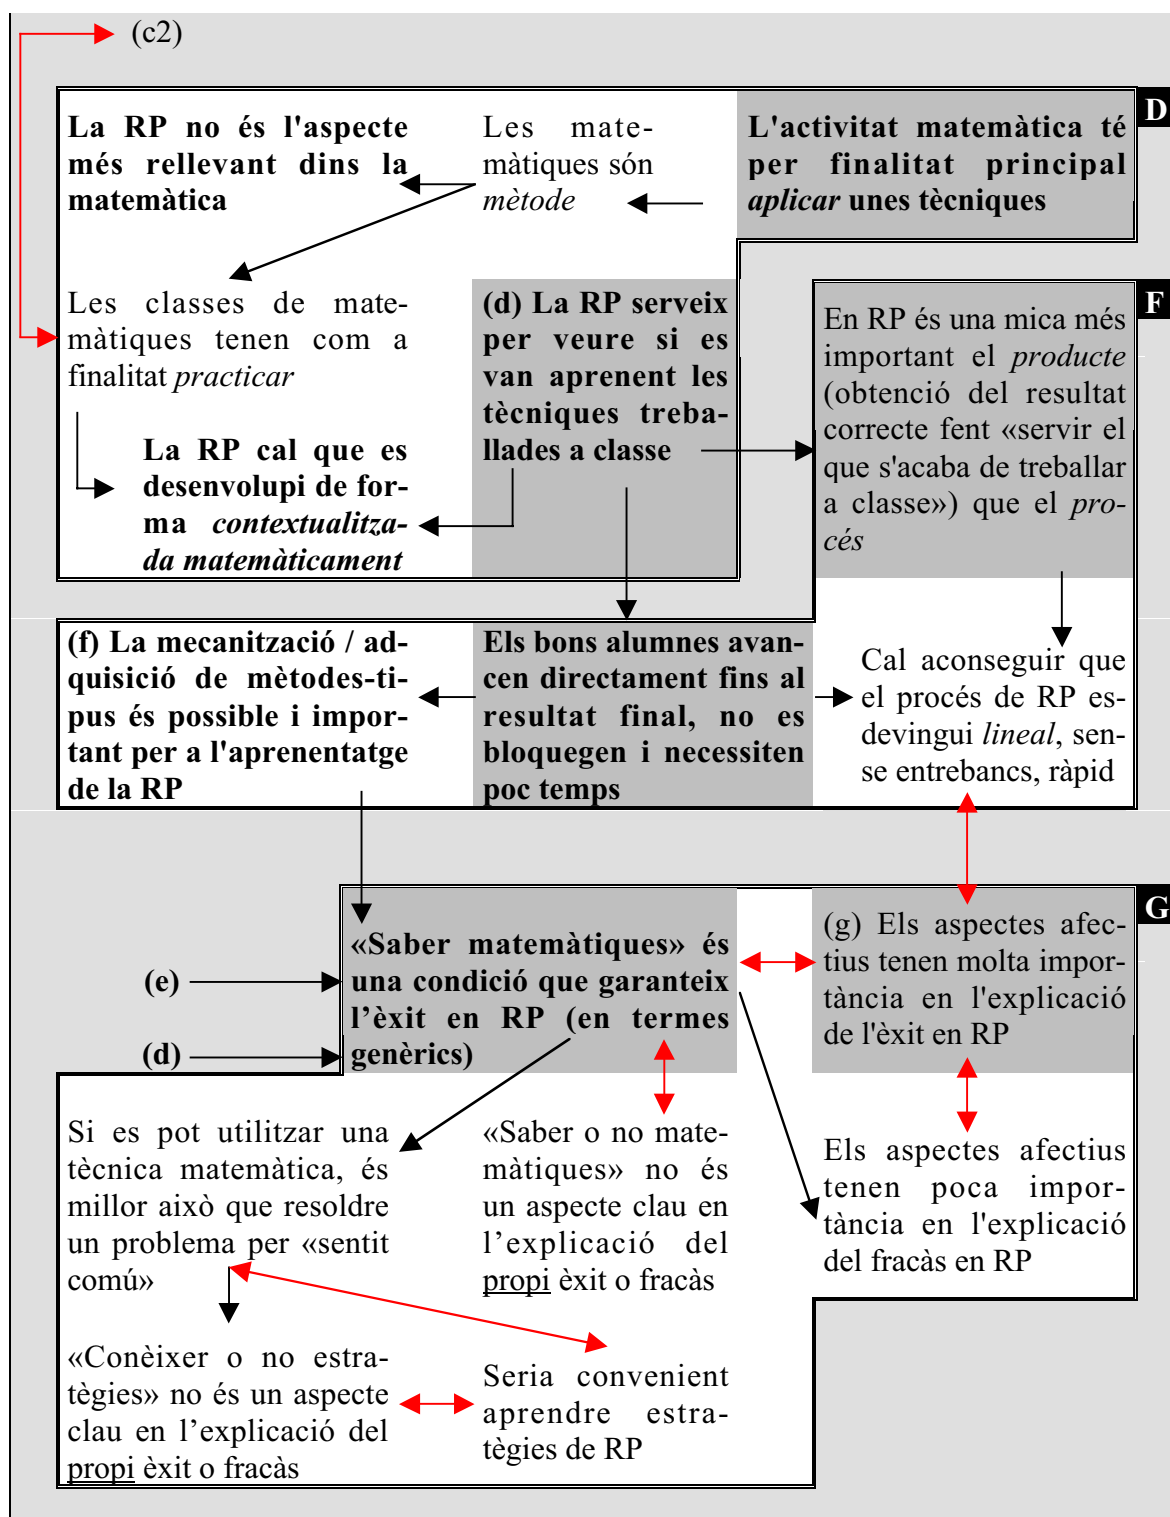 (c2)
D
La RP no és l'aspecte
més rellevant dins la
matemàtica
Les mate-
màtiques són
mètode
L'activitat matemàtica té
per finalitat principal
aplicar unes tècniques
Les classes de mate-
màtiques tenen com a
finalitat practicar
(d) La RP serveix
per veure si es
van aprenent les
tècniques treba-
llades a classe
La RP cal que es
desenvolupi de for-
ma contextualitza-
da matemàticament
F
En RP és una mica més
important el producte
(obtenció del resultat
correcte fent «servir el
que s'acaba de treballar
a classe») que el pro-
cés
(f) La mecanització / ad-
quisició de mètodes-ti-
pus és possible i impor-
tant per a l'aprenentatge
de la RP
Els bons alumnes avan-
cen directament fins al
resultat final, no es
bloquegen i necessiten
poc temps
Cal aconseguir que
el procés de RP es-
devingui lineal, sen-
se entrebancs, ràpid
G
(e)
(d)
«Saber matemàtiques» és
una condició que garanteix
l’èxit en RP (en termes
genèrics)
(g) Els aspectes afec-
tius tenen molta impor-
tància en l'explicació
de l'èxit en RP
Si es pot utilitzar una
tècnica matemàtica, és
millor això que resoldre
un problema per «sentit
comú»
«Saber o no mate-
màtiques» no és
un aspecte clau en
l’explicació del
propi èxit o fracàs
Els aspectes afectius
tenen poca impor-
tància en l'explicació
del fracàs en RP
«Conèixer o no estra-
tègies» no és un aspecte
clau en l’explicació del
propi èxit o fracàs
Seria convenient
aprendre estra-
tègies de RP